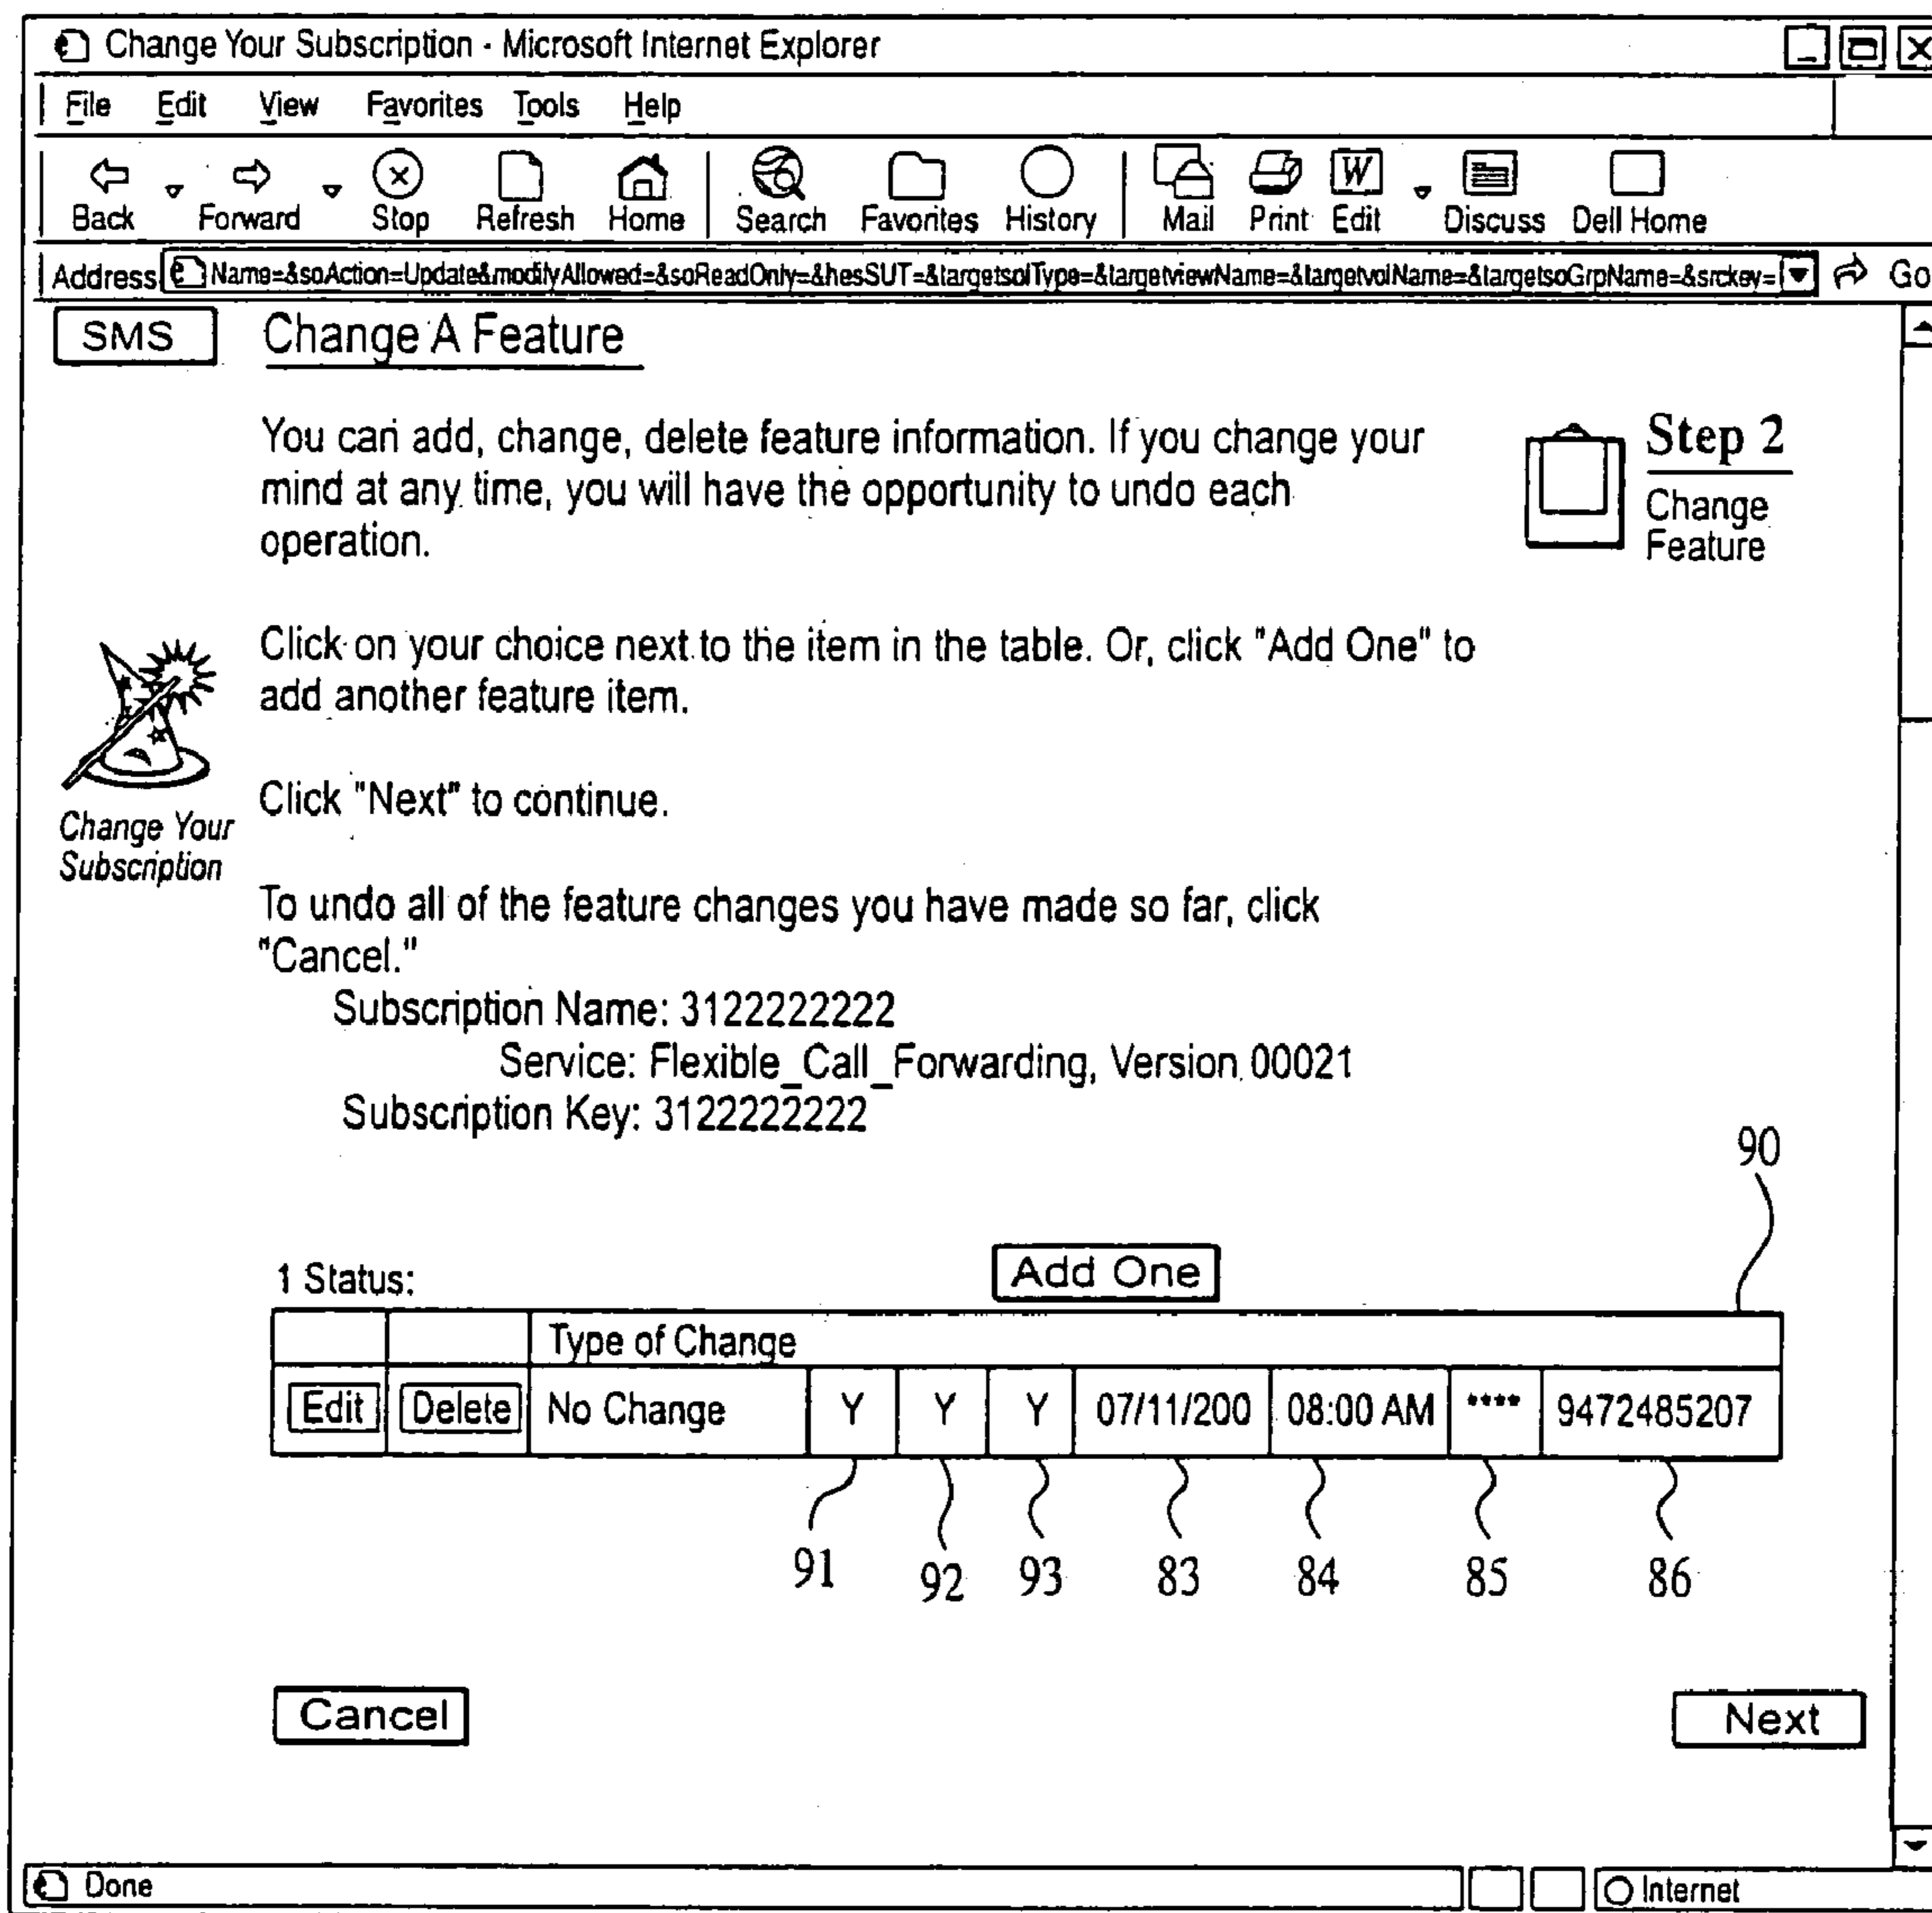 Change Your Subscription - Microsoft Internet Explorer
File Edit View Favorites Tools Help
Back Forward Stop Refresh Home Search Favorites History Mail Print Edit Discuss Dell Home
Address Name=&soAction=Update&modifyAllowed=&soReadOnly=&hesSUT=&targetsolType=&targetviewName=&targetvolName=&targetsoGrpName=&srckey= Go
SMS Change A Feature
You can add, change, delete feature information. If you change your
mind at any time, you will have the opportunity to undo each
operation.
Step 2
Change
Feature
Click on your choice next to the item in the table. Or, click "Add One" to
add another feature item.
Click "Next" to continue.
Change Your
Subscription
To undo all of the feature changes you have made so far, click
"Cancel."
Subscription Name: 3122222222
Service: Flexible_Call_Forwarding, Version 00021
Subscription Key: 3122222222
90
1 Status: Add One
Type of Change
Edit Delete No Change Y Y Y 07/11/200 08:00 AM **** 9472485207
91 92 93 83 84 85 86
Cancel Next
Done Internet